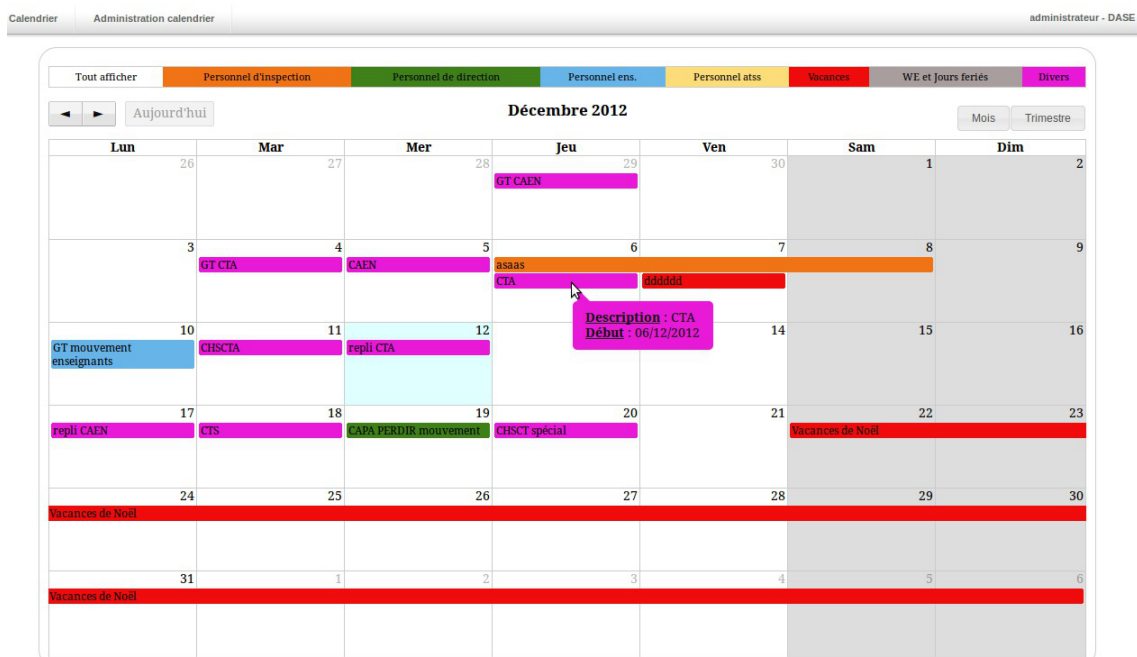 Calendrier Administration calendrier administrateur - DASE
Tout afficher Personnel d'inspection Personnel de direction Personnel ens. Personnel atss Vacances WE et Jours feriés Divers
◄ ► Aujourd'hui Décembre 2012 Mois Trimestre
Lun Mar Mer Jeu Ven Sam Dim
26 27 28 29 30 1 2
GT CAEN
3 4 5 6 7 8 9
GT CTA CAEN asaas
CTA dddddd
Description : CTA
Début : 06/12/2012
10 11 12 14 15 16
GT mouvement enseignants CHSCTA repli CTA
17 18 19 20 21 22 23
repli CAEN CTS CAPA PERDIR mouvement CHSCT spécial Vacances de Noël
24 25 26 27 28 29 30
Vacances de Noël
31 1 2 3 4 5 6
Vacances de Noël